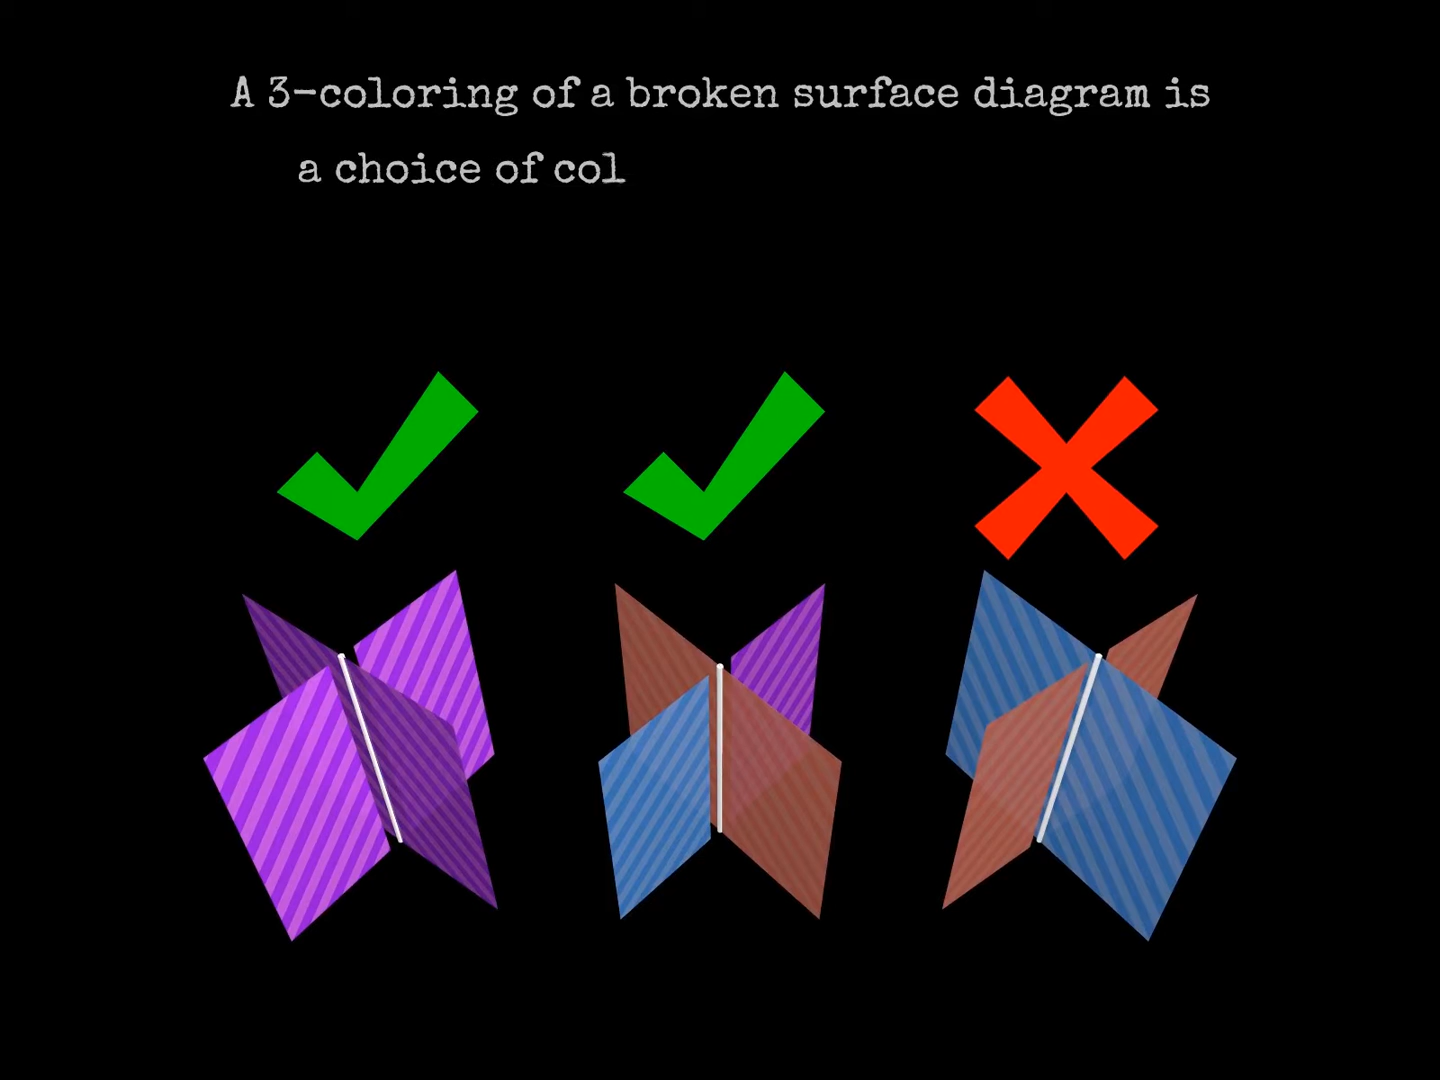 A 3-coloring of a broken surface diagram is
a choice of col